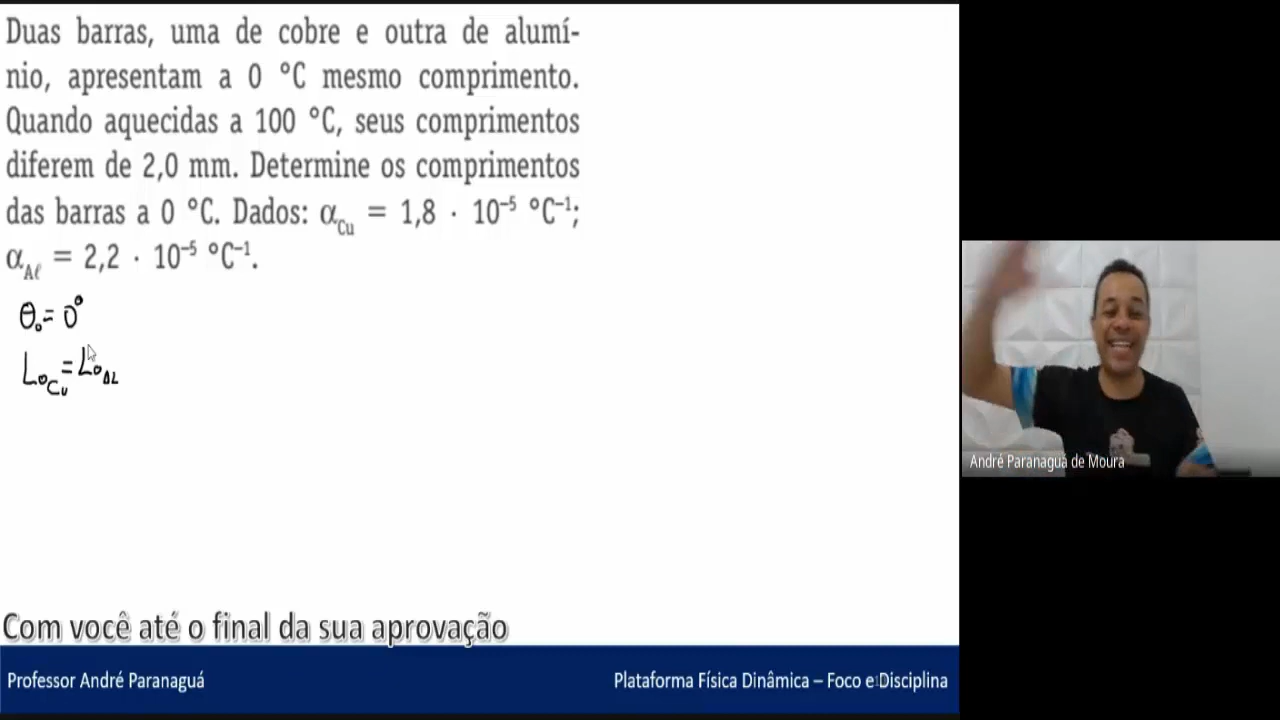 Duas barras, uma de cobre e outra de alumí-
nio, apresentam a 0 °C mesmo comprimento.
Quando aquecidas a 100 °C, seus comprimentos
diferem de 2,0 mm. Determine os comprimentos
das barras a 0 °C. Dados: α_Cu = 1,8 · 10⁻⁵ °C⁻¹;
α_Aℓ = 2,2 · 10⁻⁵ °C⁻¹.
θ₀ = 0°
L₀Cu = L₀AL
André Paranaguá de Moura
Com você até o final da sua aprovação
Professor André Paranaguá
Plataforma Física Dinâmica – Foco e Disciplina